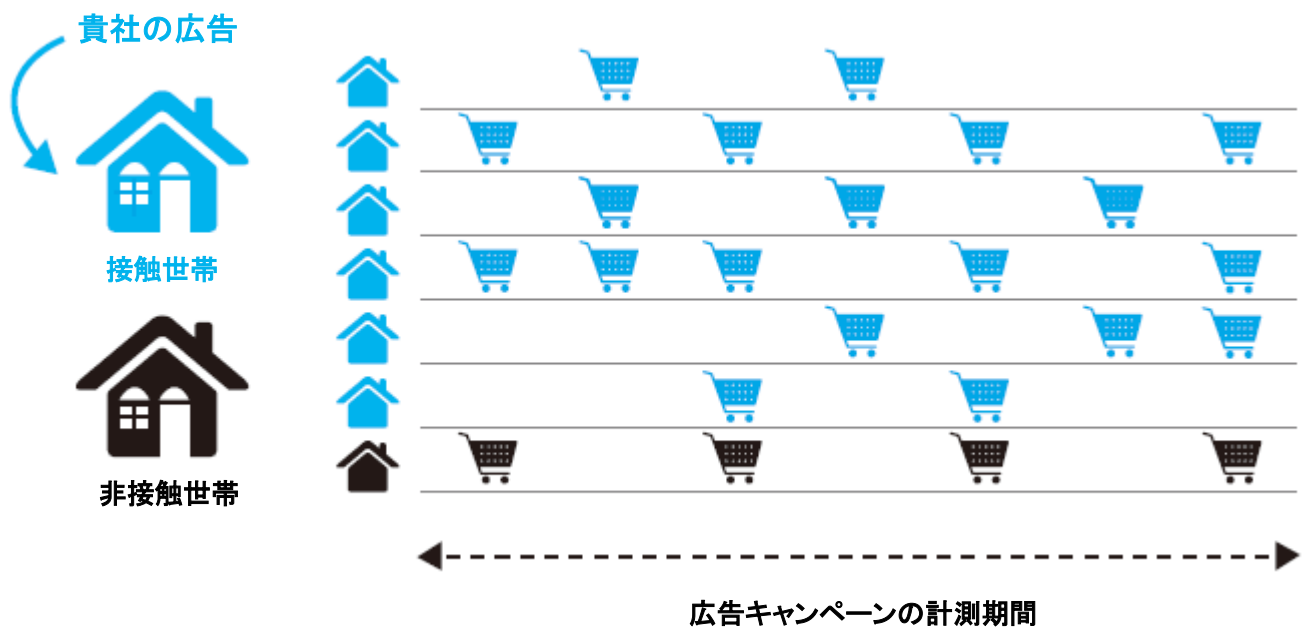 貴社の広告
接触世帯
非接触世帯
広告キャンペーンの計測期間